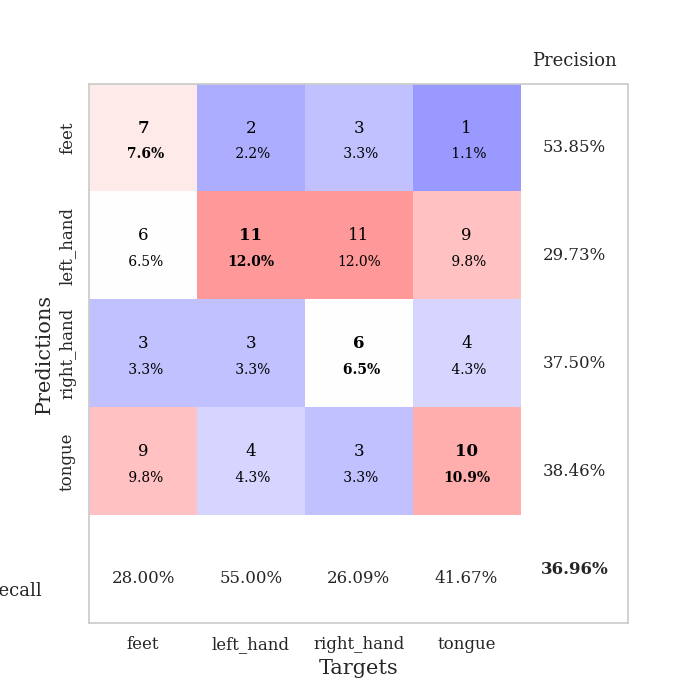 Precision
feet
7 2 3 1
7.6% 2.2% 3.3% 1.1%
53.85%
left_hand
6 11 11 9
6.5% 12.0% 12.0% 9.8%
29.73%
Predictions
right_hand
3 3 6 4
3.3% 3.3% 6.5% 4.3%
37.50%
tongue
9 4 3 10
9.8% 4.3% 3.3% 10.9%
38.46%
ecall
28.00% 55.00% 26.09% 41.67% 36.96%
feet left_hand right_hand tongue
Targets